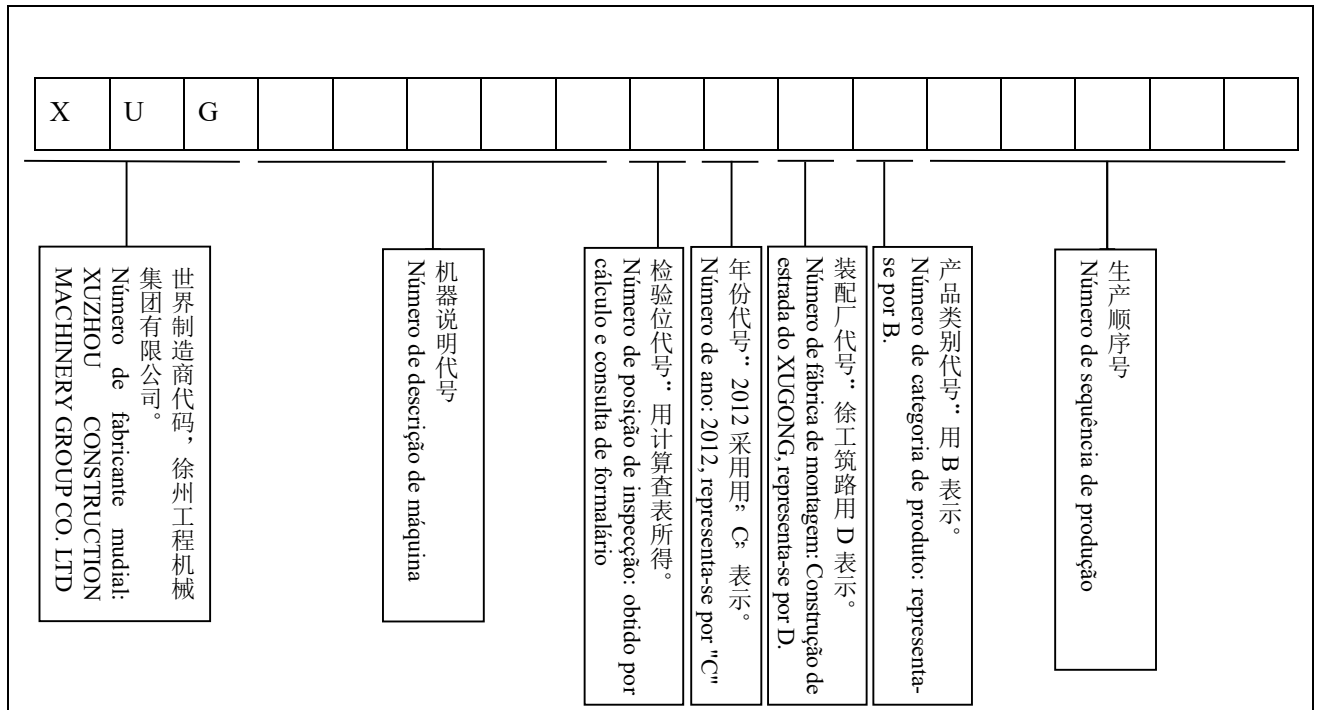 X U G
世界制造商代码，徐州工程机械
集团有限公司。
Número de fabricante mudial:
XUZHOU CONSTRUCTION
MACHINERY GROUP CO. LTD
机器说明代号
Número de descrição de máquina
检验位代号：用计算查表所得。
Número de posição de inspecção: obtido por
cálculo e consulta de formalário
年份代号：2012 采用用“C”表示。
Número de ano: 2012, representa-se por "C"
装配厂代号：徐工筑路用 D 表示。
Número de fábrica de montagem: Construção de
estrada do XUGONG, representa-se por D.
产品类别代号：用 B 表示。
Número de categoria de produto: representa-
se por B.
生产顺序号
Número de sequência de produção